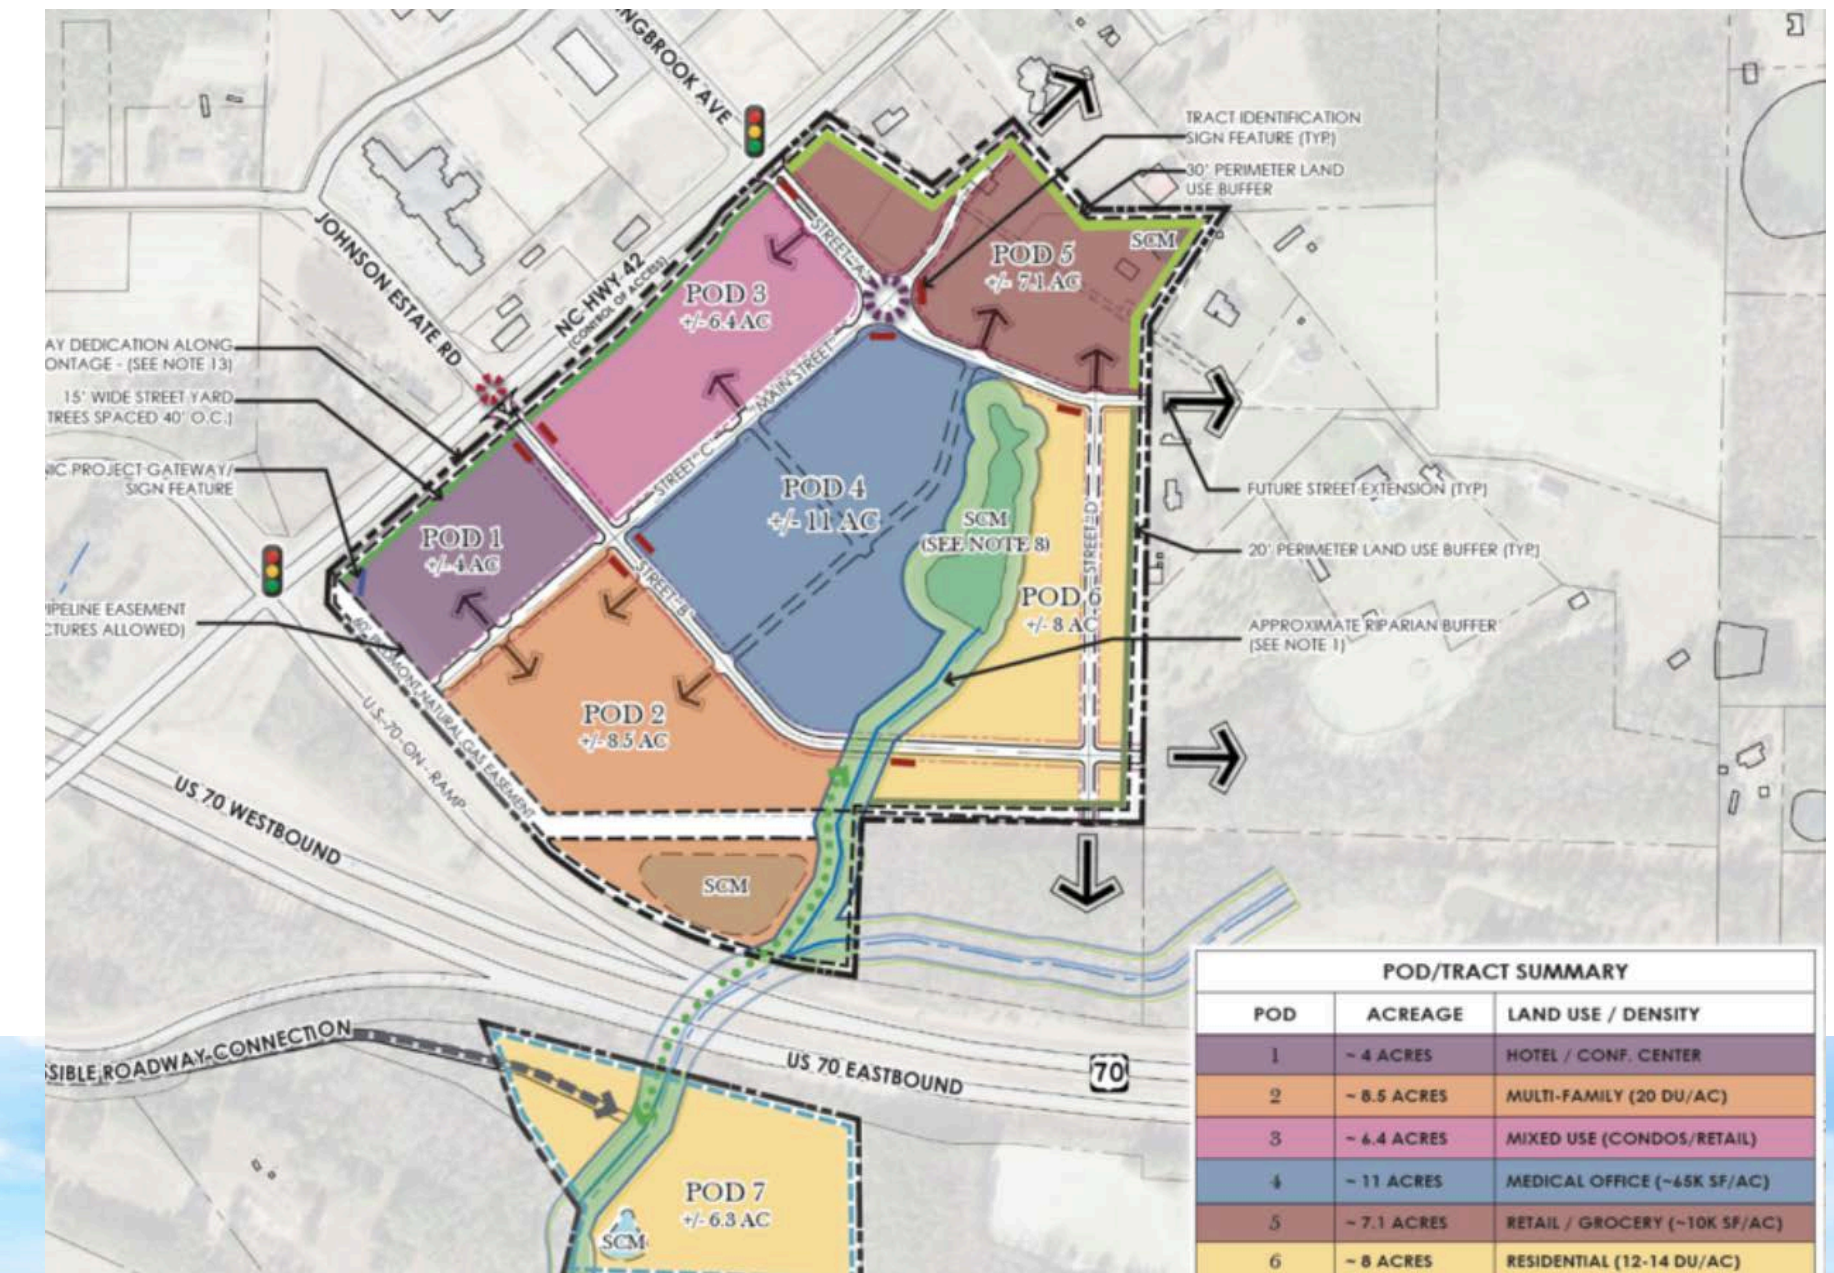 NGBROOK AVE
JOHNSON ESTATE RD
NC HWY 42
(CONTROL OF ACCESS)
TRACT IDENTIFICATION
SIGN FEATURE (TYP.)
30' PERIMETER LAND
USE BUFFER
SCM
STREET A
POD 5
+/- 7.1 AC
POD 3
+/- 6.4 AC
AY DEDICATION ALONG
ONTAGE - (SEE NOTE 13)
15' WIDE STREET YARD
TREES SPACED 40' O.C.)
NIC PROJECT GATEWAY/
SIGN FEATURE
MAIN STREET
STREET C
POD 4
+/- 11 AC
FUTURE STREET EXTENSION (TYP)
POD 1
+/- 4 AC
SCM
(SEE NOTE 8)
STREET D
20' PERIMETER LAND USE BUFFER (TYP.)
STREET B
POD 6
+/- 8 AC
PIPELINE EASEMENT
CTURES ALLOWED)
APPROXIMATE RIPARIAN BUFFER
(SEE NOTE 1)
60' PIEDMONT NATURAL GAS EASEMENT
U.S. 70 ON - RAMP
POD 2
+/- 8.5 AC
US 70 WESTBOUND
SCM
SSIBLE ROADWAY CONNECTION
US 70 EASTBOUND
70
POD 7
+/- 6.3 AC
SCM
POD/TRACT SUMMARY
POD ACREAGE LAND USE / DENSITY
1 ~ 4 ACRES HOTEL / CONF. CENTER
2 ~ 8.5 ACRES MULTI-FAMILY (20 DU/AC)
3 ~ 6.4 ACRES MIXED USE (CONDOS/RETAIL)
4 ~ 11 ACRES MEDICAL OFFICE (~65K SF/AC)
5 ~ 7.1 ACRES RETAIL / GROCERY (~10K SF/AC)
6 ~ 8 ACRES RESIDENTIAL (12-14 DU/AC)